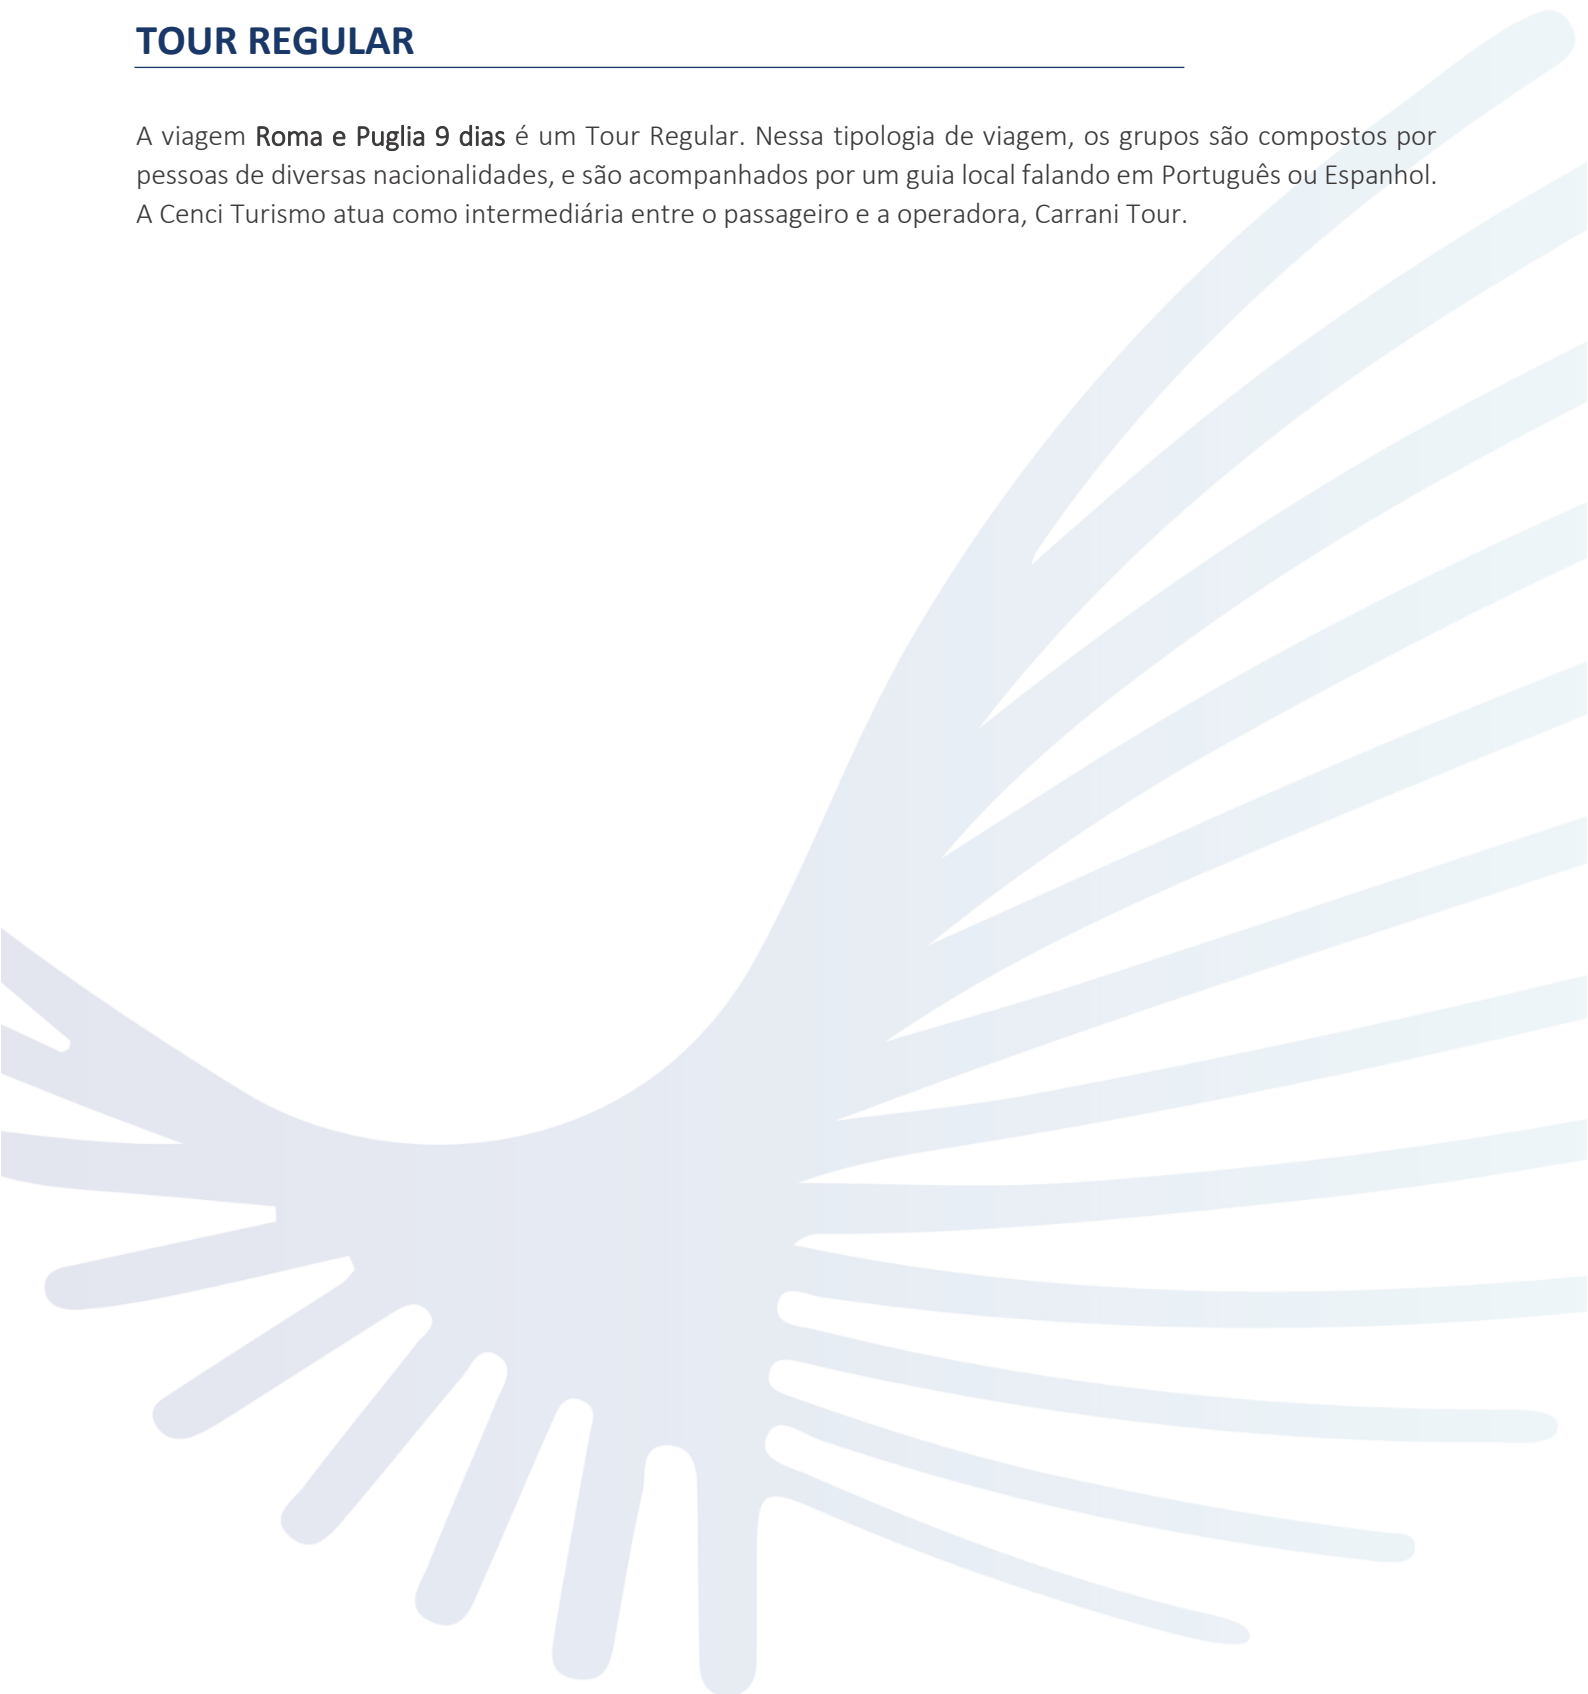 TOUR REGULAR
A viagem Roma e Puglia 9 dias é um Tour Regular. Nessa tipologia de viagem, os grupos são compostos por
pessoas de diversas nacionalidades, e são acompanhados por um guia local falando em Português ou Espanhol.
A Cenci Turismo atua como intermediária entre o passageiro e a operadora, Carrani Tour.